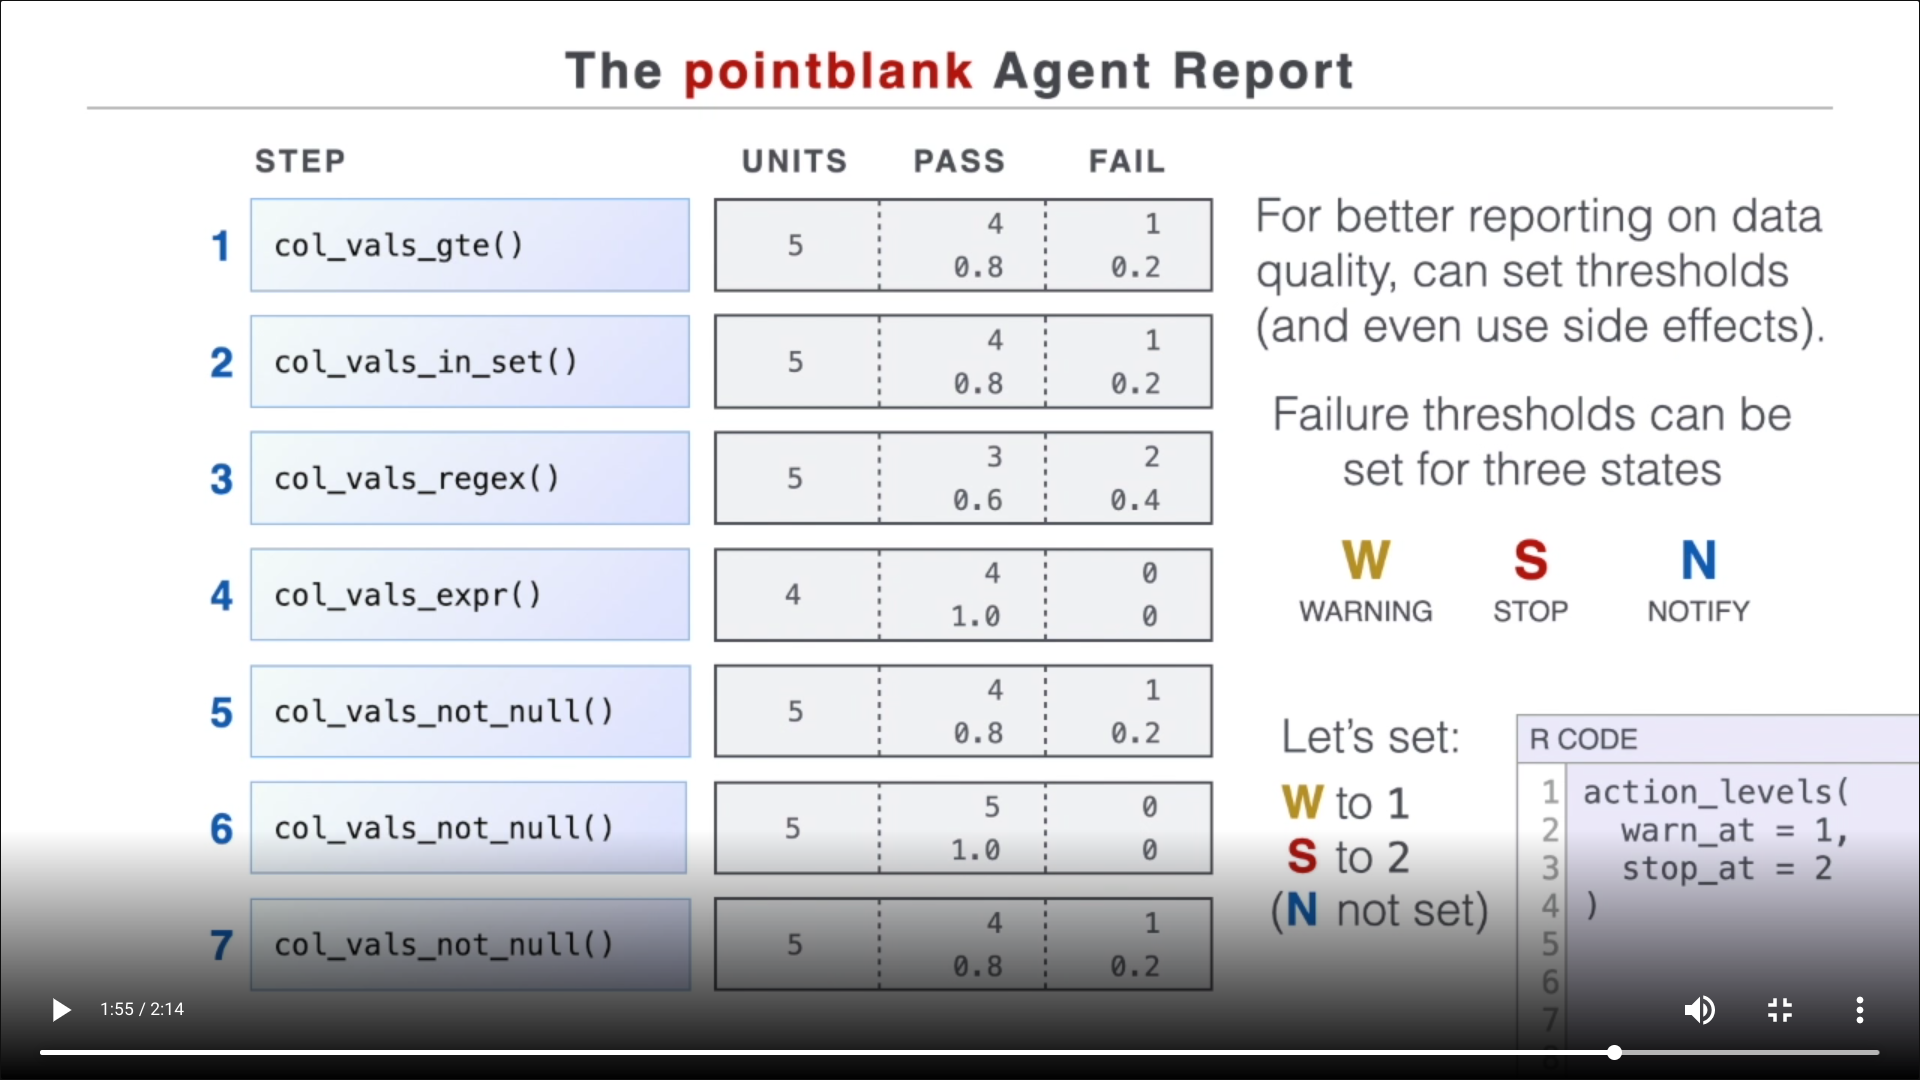 The pointblank Agent Report
STEP UNITS PASS FAIL
1 col_vals_gte() 5 4 1
0.8 0.2
2 col_vals_in_set() 5 4 1
0.8 0.2
3 col_vals_regex() 5 3 2
0.6 0.4
4 col_vals_expr() 4 4 0
1.0 0
5 col_vals_not_null() 5 4 1
0.8 0.2
6 col_vals_not_null() 5 5 0
1.0 0
7 col_vals_not_null() 5 4 1
0.8 0.2
For better reporting on data
quality, can set thresholds
(and even use side effects).
Failure thresholds can be
set for three states
W S N
WARNING STOP NOTIFY
Let’s set:
W to 1
S to 2
(N not set)
R CODE
1 action_levels(
2 warn_at = 1,
3 stop_at = 2
4 )
5
6
7
8
1:55 / 2:14